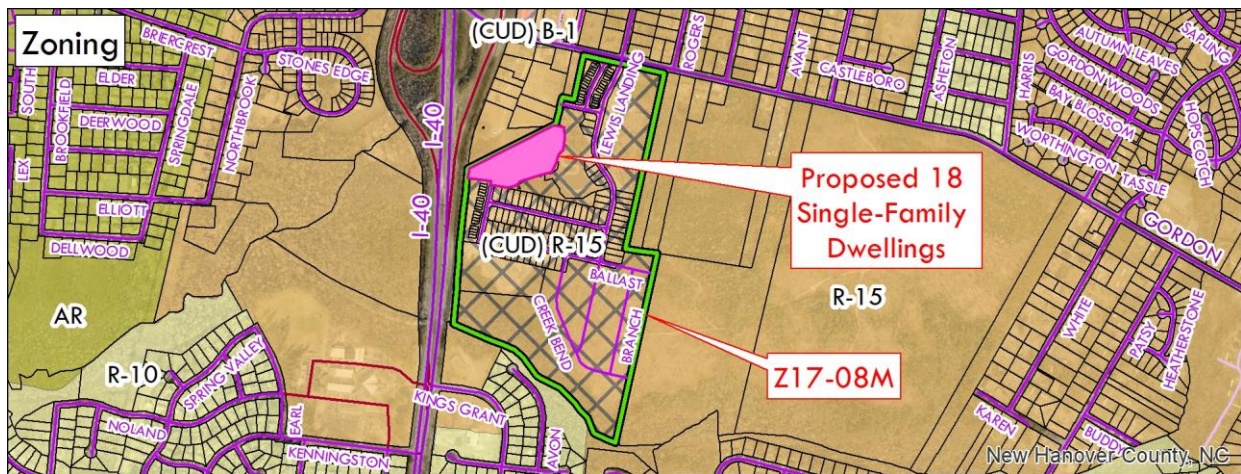 Zoning
(CUD) B-1
BRIERCREST
STONES EDGE
SOUTH
BROOKFIELD
ELDER
DEERWOOD
SPRINGDALE
NORTHBROOK
LEX
ELLIOTT
DELLWOOD
I-40
I-40
LEWIS LANDING
ROGERS
AVANT
CASTLEBORO
ASHETON
HARRIS
AUTUMN LEAVES
SAPLING
GORDON WOODS
BAY BLOSSOM
HOPSCOTCH
WORTHINGTON
TASSLE
GORDON
Proposed 18
Single-Family
Dwellings
(CUD) R-15
BALLAST
CREEK BEND
BRANCH
R-15
Z17-08M
AR
R-10
SPRING VALLEY
NOLAND
EARL
KENNINGTON
KINGS GRANT
AVON
WHITE
PATSY
HEATHERSTONE
KAREN
BUDDY
New Hanover County, NC